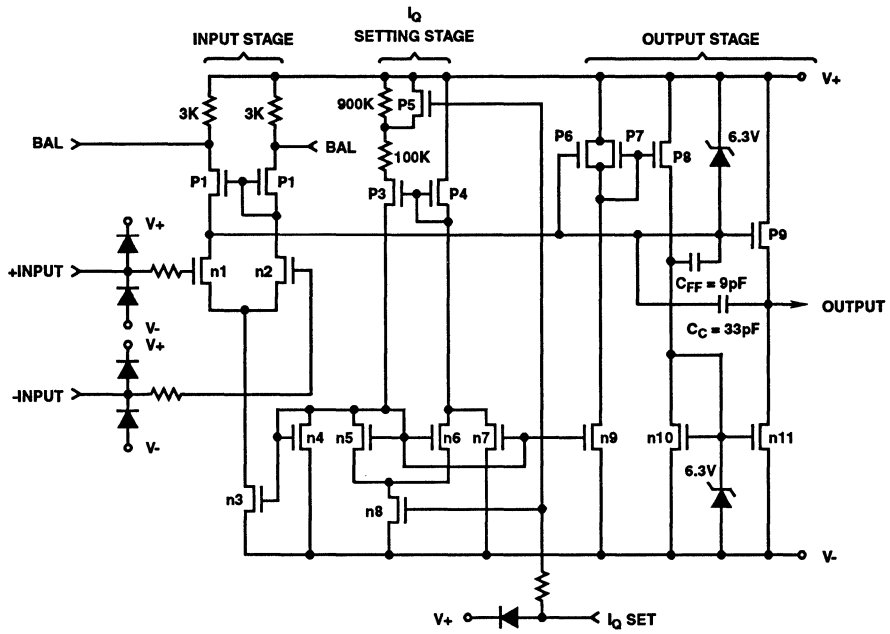 IQ
INPUT STAGE
SETTING STAGE
OUTPUT STAGE
V+
3K
3K
900K
P5
BAL
BAL
100K
P6
P7
P8
6.3V
P1
P1
P3
P4
P9
V+
+INPUT
n1
n2
CFF = 9pF
OUTPUT
V-
V+
CC = 33pF
-INPUT
V-
n4
n5
n6
n7
n9
n10
n11
6.3V
n3
n8
V-
V+
IQ SET